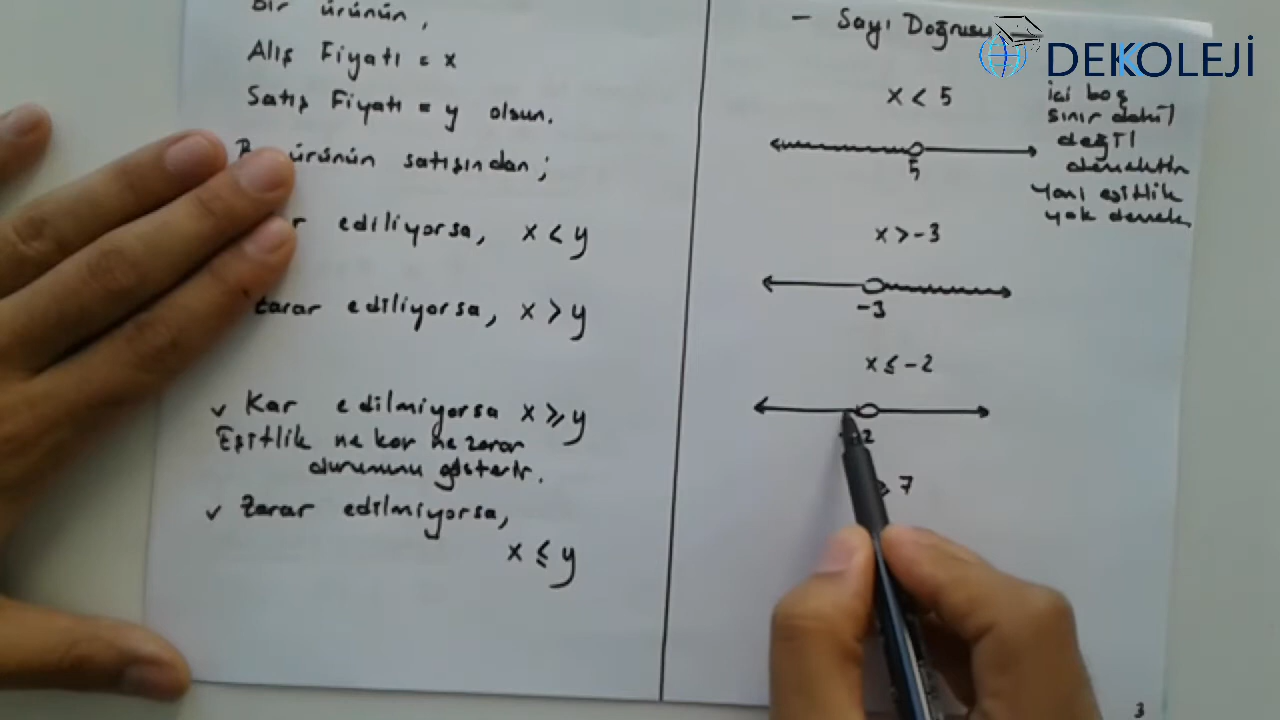 Bir ürünün,
Alış Fiyatı = x
Satış Fiyatı = y olsun.
ürünün satışından;
ediliyorsa, x < y
zarar ediliyorsa, x > y
✓ Kar edilmiyorsa x ≥ y
Eşitlik ne kar ne zarar
durumunu gösterir.
✓ Zarar edilmiyorsa,
x ≤ y
- Sayı Doğrusu
DEKOLEJİ
x < 5
içi boş
sınır dahil
değil
demektir
Yani eşitlik
yok demek
5
x > -3
-3
x ≤ -2
7
3